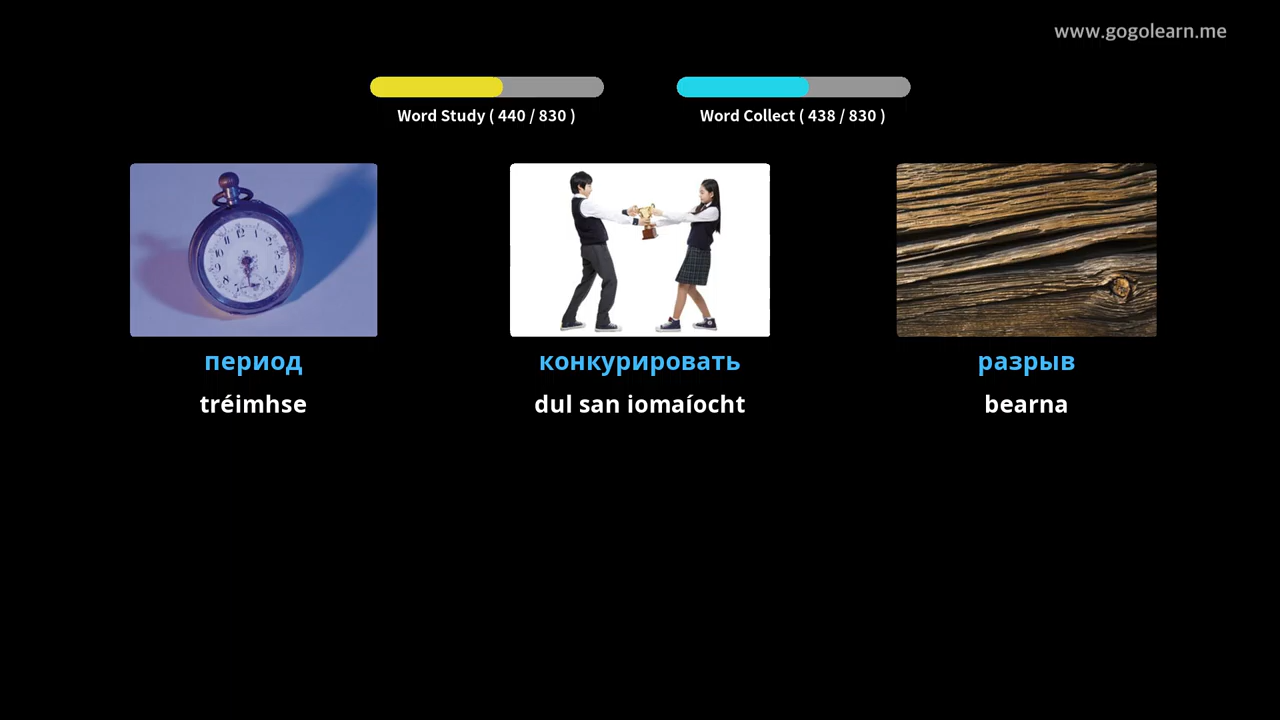 www.gogolearn.me
Word Study ( 440 / 830 )
Word Collect ( 438 / 830 )
период
конкурировать
разрыв
tréimhse
dul san iomaíocht
bearna